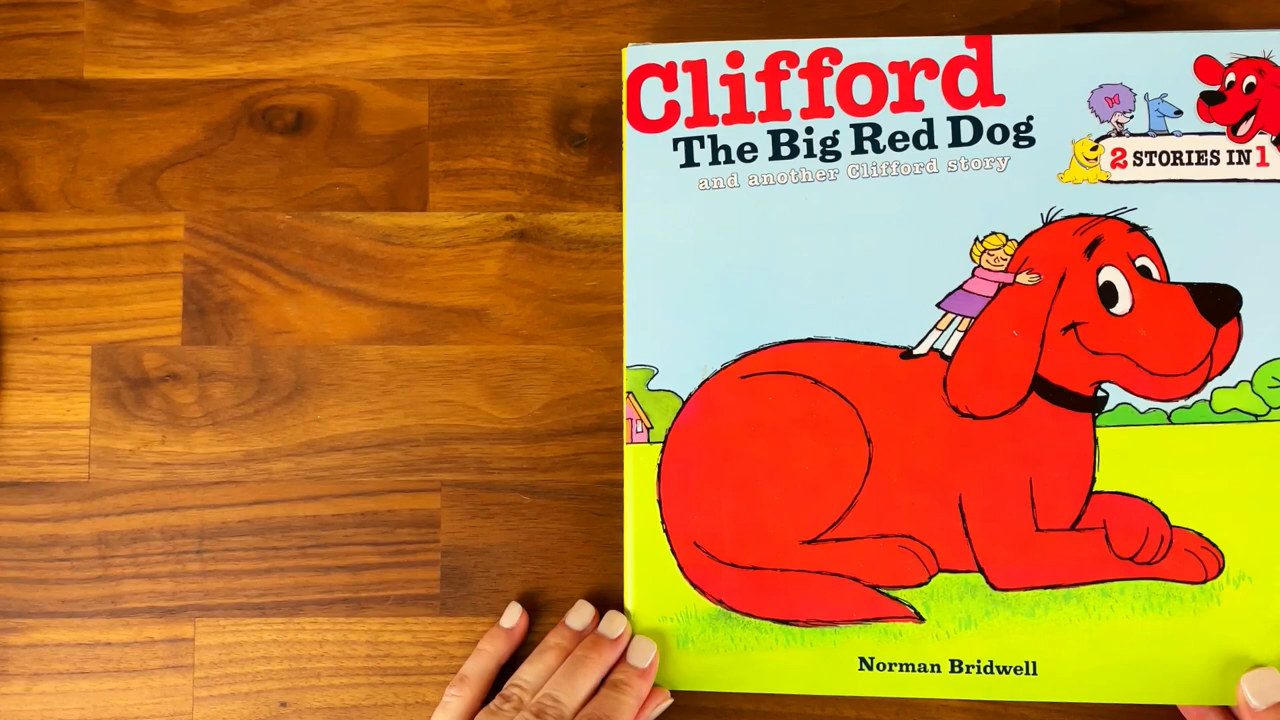 Clifford
The Big Red Dog
and another Clifford story
2 STORIES IN 1
Norman Bridwell